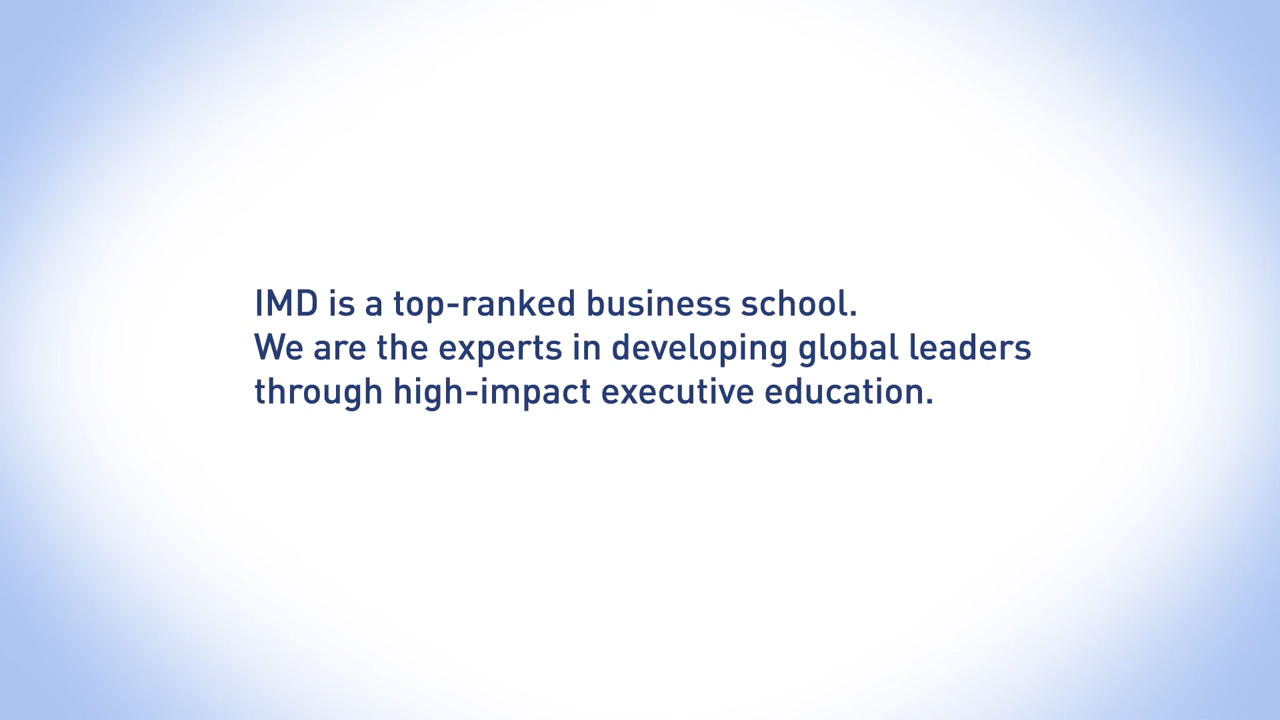 IMD is a top-ranked business school.
We are the experts in developing global leaders
through high-impact executive education.